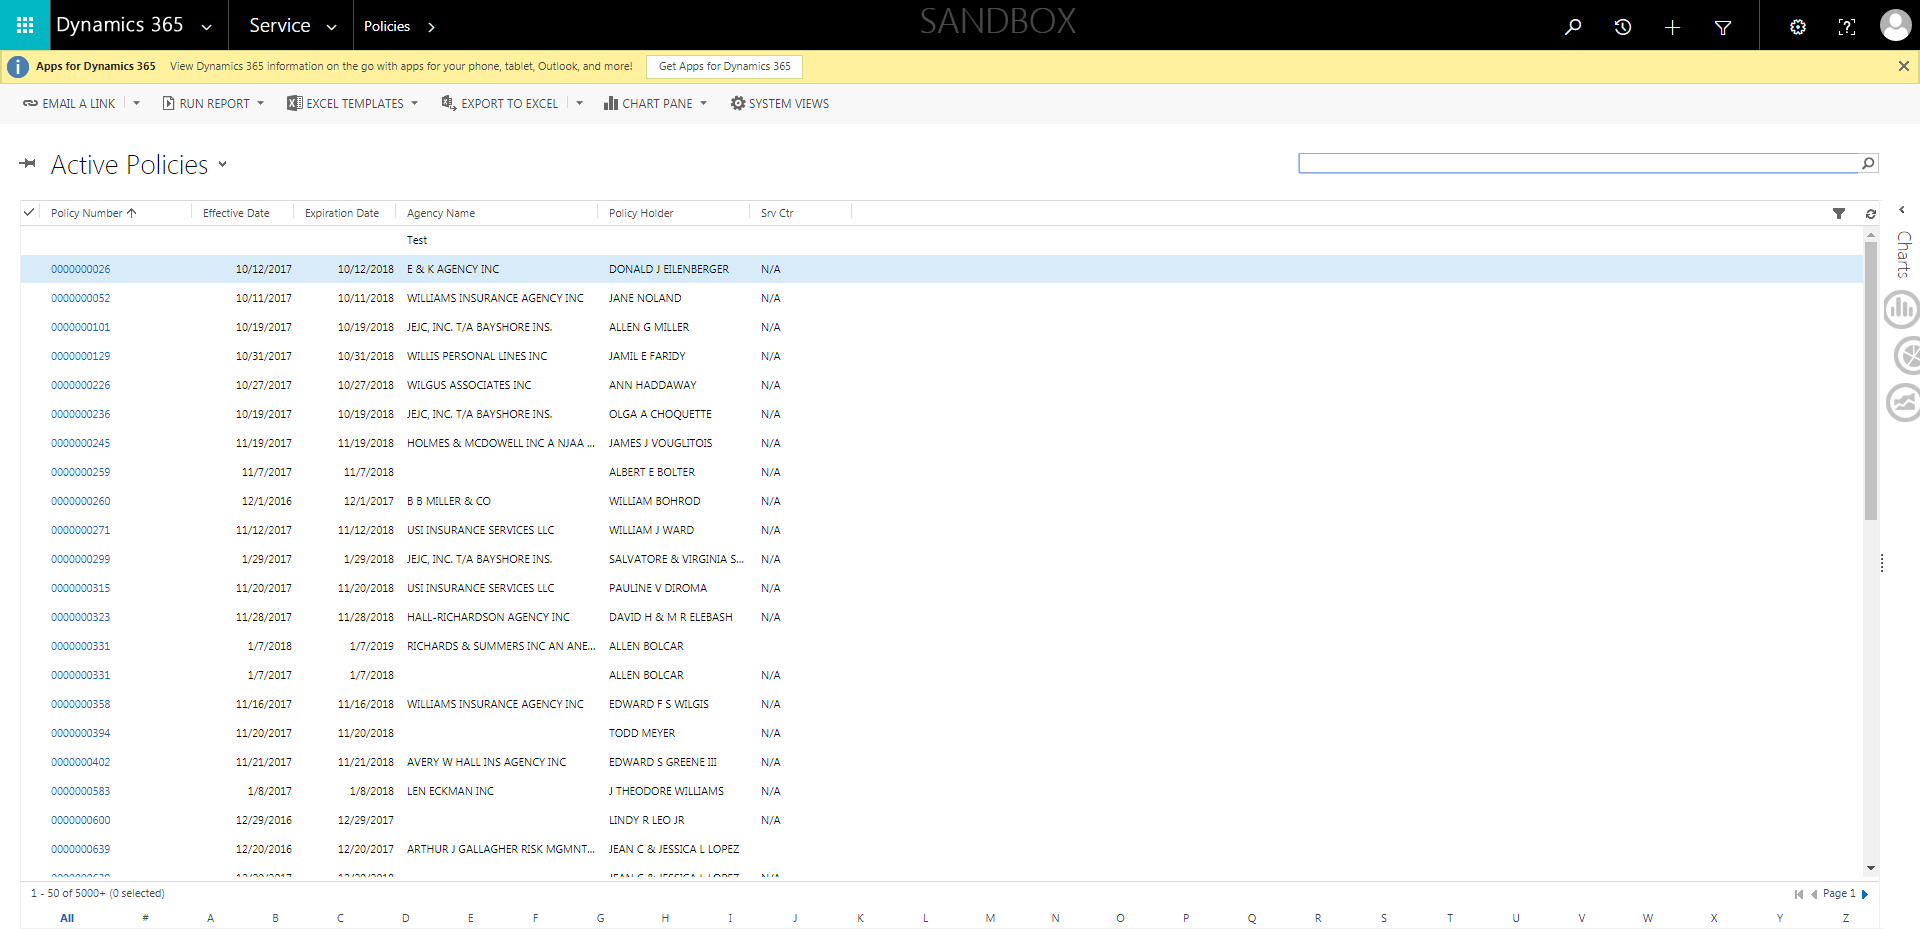 Dynamics 365 Service Policies SANDBOX
Apps for Dynamics 365 View Dynamics 365 information on the go with apps for your phone, tablet, Outlook, and more! Get Apps for Dynamics 365
EMAIL A LINK RUN REPORT EXCEL TEMPLATES EXPORT TO EXCEL CHART PANE SYSTEM VIEWS
Active Policies
Policy Number Effective Date Expiration Date Agency Name Policy Holder Srv Ctr
Charts
Test
0000000026 10/12/2017 10/12/2018 E & K AGENCY INC DONALD J EILENBERGER N/A
0000000052 10/11/2017 10/11/2018 WILLIAMS INSURANCE AGENCY INC JANE NOLAND N/A
0000000101 10/19/2017 10/19/2018 JEJC, INC. T/A BAYSHORE INS. ALLEN G MILLER N/A
0000000129 10/31/2017 10/31/2018 WILLIS PERSONAL LINES INC JAMIL E FARIDY N/A
0000000226 10/27/2017 10/27/2018 WILGUS ASSOCIATES INC ANN HADDAWAY N/A
0000000236 10/19/2017 10/19/2018 JEJC, INC. T/A BAYSHORE INS. OLGA A CHOQUETTE N/A
0000000245 11/19/2017 11/19/2018 HOLMES & MCDOWELL INC A NJAA ... JAMES J VOUGLITOIS N/A
0000000259 11/7/2017 11/7/2018 ALBERT E BOLTER N/A
0000000260 12/1/2016 12/1/2017 B B MILLER & CO WILLIAM BOHROD N/A
0000000271 11/12/2017 11/12/2018 USI INSURANCE SERVICES LLC WILLIAM J WARD N/A
0000000299 1/29/2017 1/29/2018 JEJC, INC. T/A BAYSHORE INS. SALVATORE & VIRGINIA S... N/A
0000000315 11/20/2017 11/20/2018 USI INSURANCE SERVICES LLC PAULINE V DIROMA N/A
0000000323 11/28/2017 11/28/2018 HALL-RICHARDSON AGENCY INC DAVID H & M R ELEBASH N/A
0000000331 1/7/2018 1/7/2019 RICHARDS & SUMMERS INC AN ANE... ALLEN BOLCAR
0000000331 1/7/2017 1/7/2018 ALLEN BOLCAR N/A
0000000358 11/16/2017 11/16/2018 WILLIAMS INSURANCE AGENCY INC EDWARD F S WILGIS N/A
0000000394 11/20/2017 11/20/2018 TODD MEYER N/A
0000000402 11/21/2017 11/21/2018 AVERY W HALL INS AGENCY INC EDWARD S GREENE III N/A
0000000583 1/8/2017 1/8/2018 LEN ECKMAN INC J THEODORE WILLIAMS N/A
0000000600 12/29/2016 12/29/2017 LINDY R LEO JR N/A
0000000639 12/20/2016 12/20/2017 ARTHUR J GALLAGHER RISK MGMNT... JEAN C & JESSICA L LOPEZ
0000000639 12/20/2017 12/20/2018 JEAN C & JESSICA L LOPEZ N/A
1 - 50 of 5000+ (0 selected) Page 1
All # A B C D E F G H I J K L M N O P Q R S T U V W X Y Z